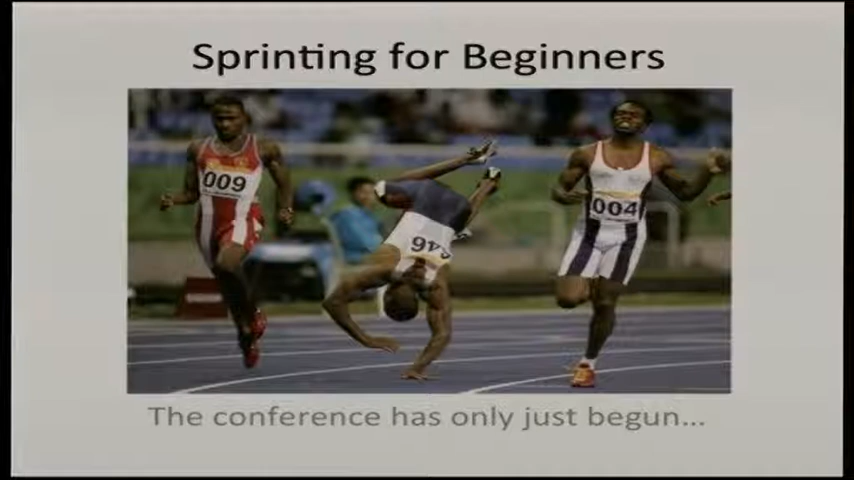 Sprinting for Beginners
009
004
The conference has only just begun...